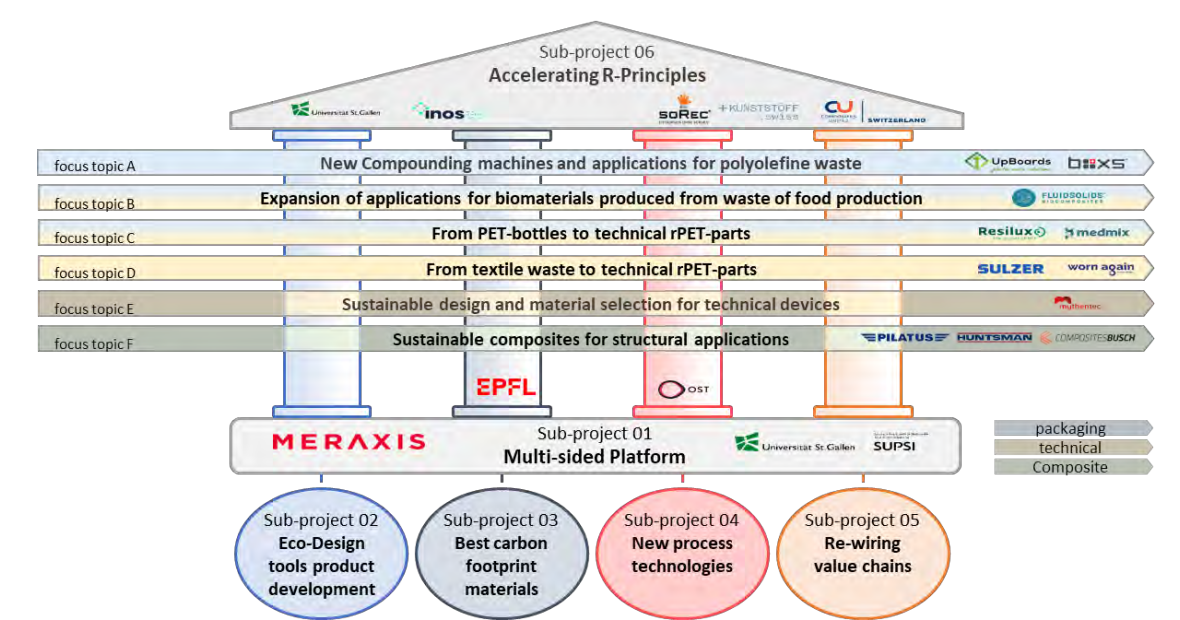 Sub-project 06
Accelerating R-Principles
Universität St.Gallen
inos
SOREC
KUNSTSTOFF
SWISS
CU
SWITZERLAND
focus topic A
New Compounding machines and applications for polyolefine waste
UpBoards
focus topic B
Expansion of applications for biomaterials produced from waste of food production
FLUIDSOLIDS
BIOCOMPOSITES
focus topic C
From PET-bottles to technical rPET-parts
Resilux
medmix
focus topic D
From textile waste to technical rPET-parts
SULZER
worn again
focus topic E
Sustainable design and material selection for technical devices
mythentec
focus topic F
Sustainable composites for structural applications
PILATUS
HUNTSMAN
COMPOSITESBUSCH
EPFL
OST
MERAXIS
Sub-project 01
Multi-sided Platform
Universität St.Gallen
SUPSI
packaging
technical
Composite
Sub-project 02
Eco-Design
tools product
development
Sub-project 03
Best carbon
footprint
materials
Sub-project 04
New process
technologies
Sub-project 05
Re-wiring
value chains